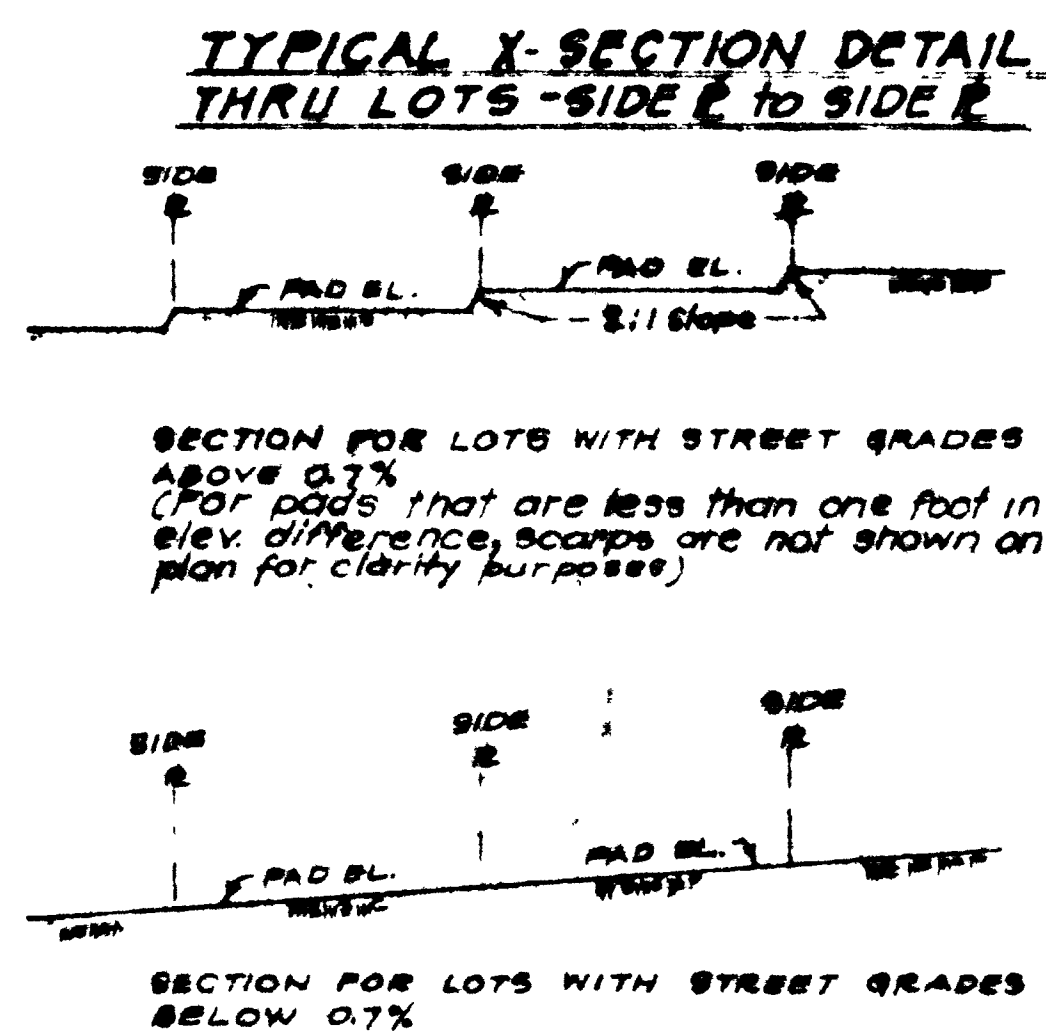 TYPICAL X-SECTION DETAIL
THRU LOTS - SIDE ⅊ to SIDE ⅊
SIDE ⅊
SIDE ⅊
SIDE ⅊
PAD EL.
PAD EL.
2:1 Slope
SECTION FOR LOTS WITH STREET GRADES
ABOVE 0.7%
(For pads that are less than one foot in
elev. difference, scarps are not shown on
plan for clarity purposes)
SIDE ⅊
SIDE ⅊
SIDE ⅊
PAD EL.
PAD EL.
SECTION FOR LOTS WITH STREET GRADES
BELOW 0.7%